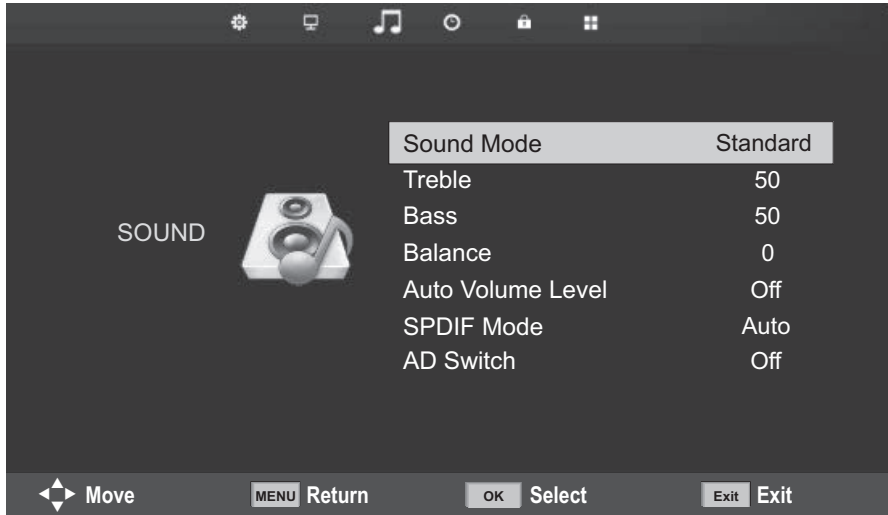 Sound Mode Standard
Treble 50
Bass 50
SOUND
Balance 0
Auto Volume Level Off
SPDIF Mode Auto
AD Switch Off
Move MENU Return OK Select Exit Exit